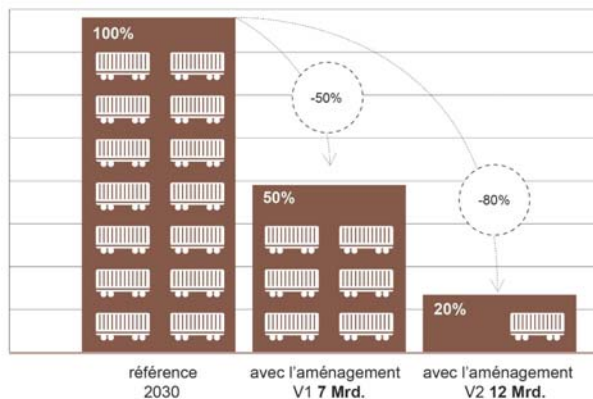 100%
-50%
50%
-80%
20%
référence
2030
avec l'aménagement
V1 7 Mrd.
avec l'aménagement
V2 12 Mrd.